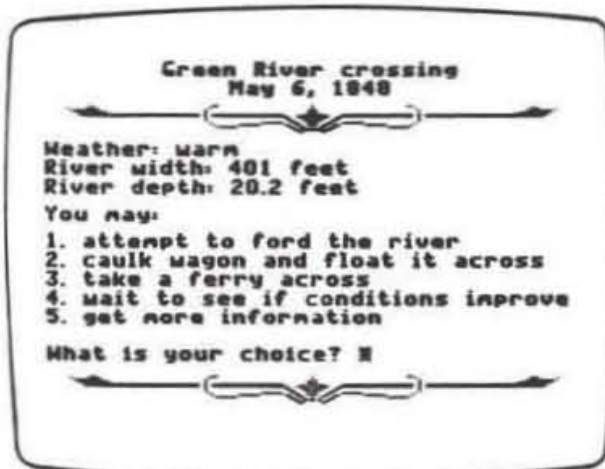 Green River crossing
May 6, 1848
Weather: warm
River width: 401 feet
River depth: 20.2 feet
You may:
1. attempt to ford the river
2. caulk wagon and float it across
3. take a ferry across
4. wait to see if conditions improve
5. get more information
What is your choice?